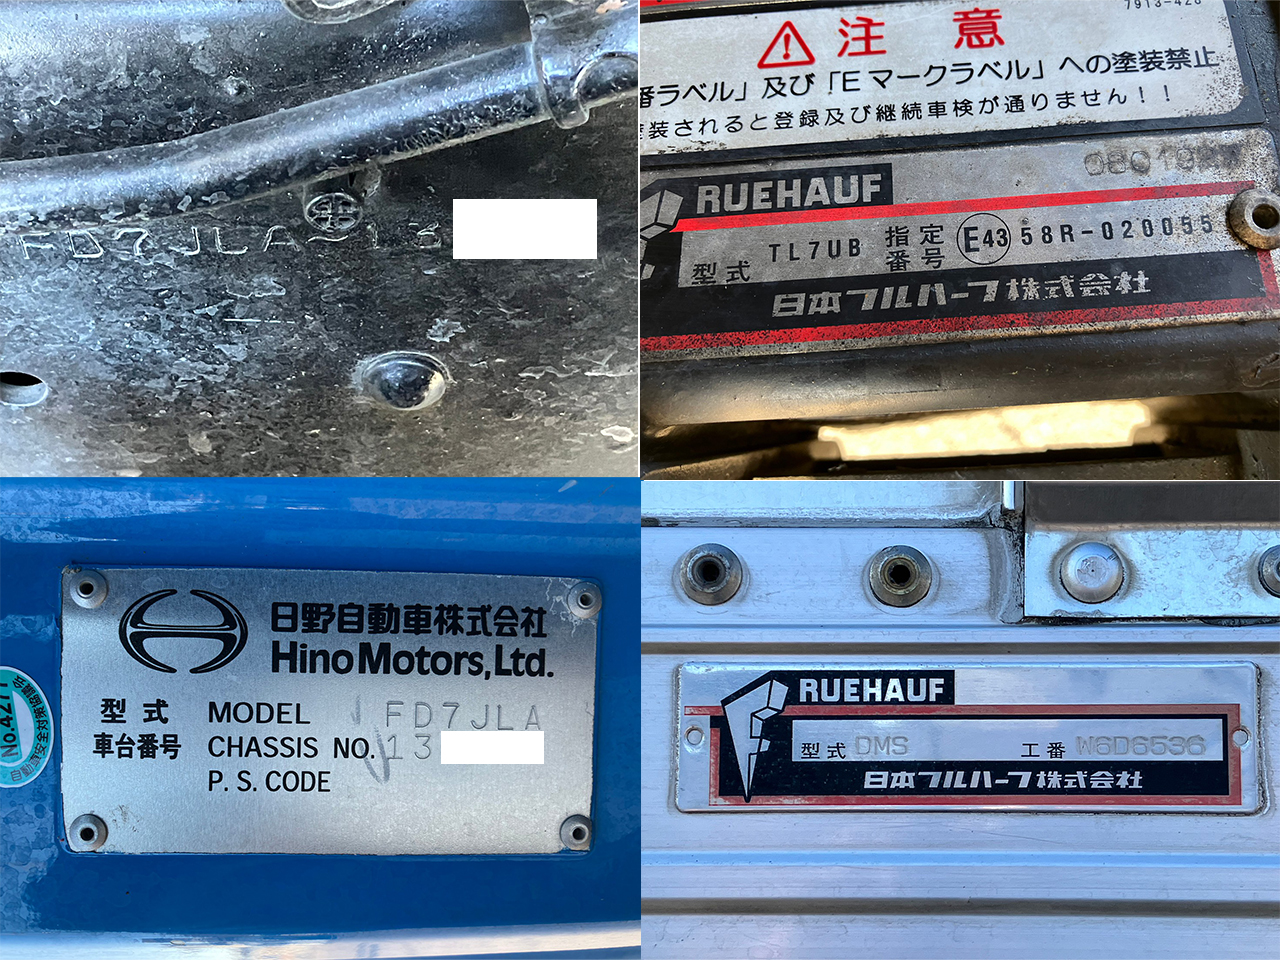 FD7JLA-13
7913-428
注 意
番ラベル」及び「Eマークラベル」への塗装禁止
塗装されると登録及び継続車検が通りません！！
RUEHAUF
型式 TL7UB 指定番号 E43 58R-020055
日本フルハーフ株式会社
日野自動車株式会社
Hino Motors,Ltd.
型式 MODEL FD7JLA
車台番号 CHASSIS NO. 13
P. S. CODE
RUEHAUF
型式 DMS 工番 W6D6536
日本フルハーフ株式会社